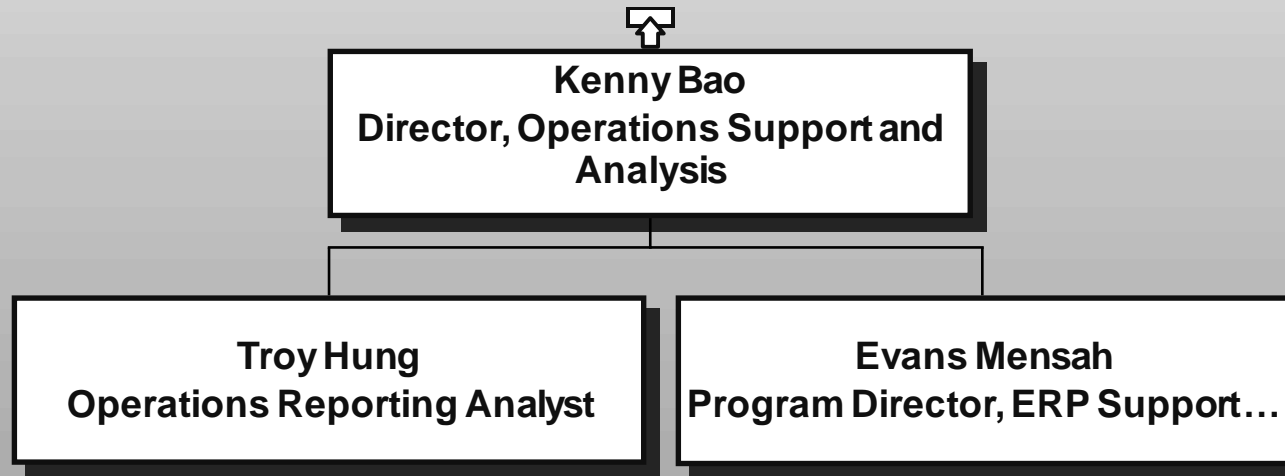 Kenny Bao
Director, Operations Support and
Analysis
Troy Hung
Operations Reporting Analyst
Evans Mensah
Program Director, ERP Support…